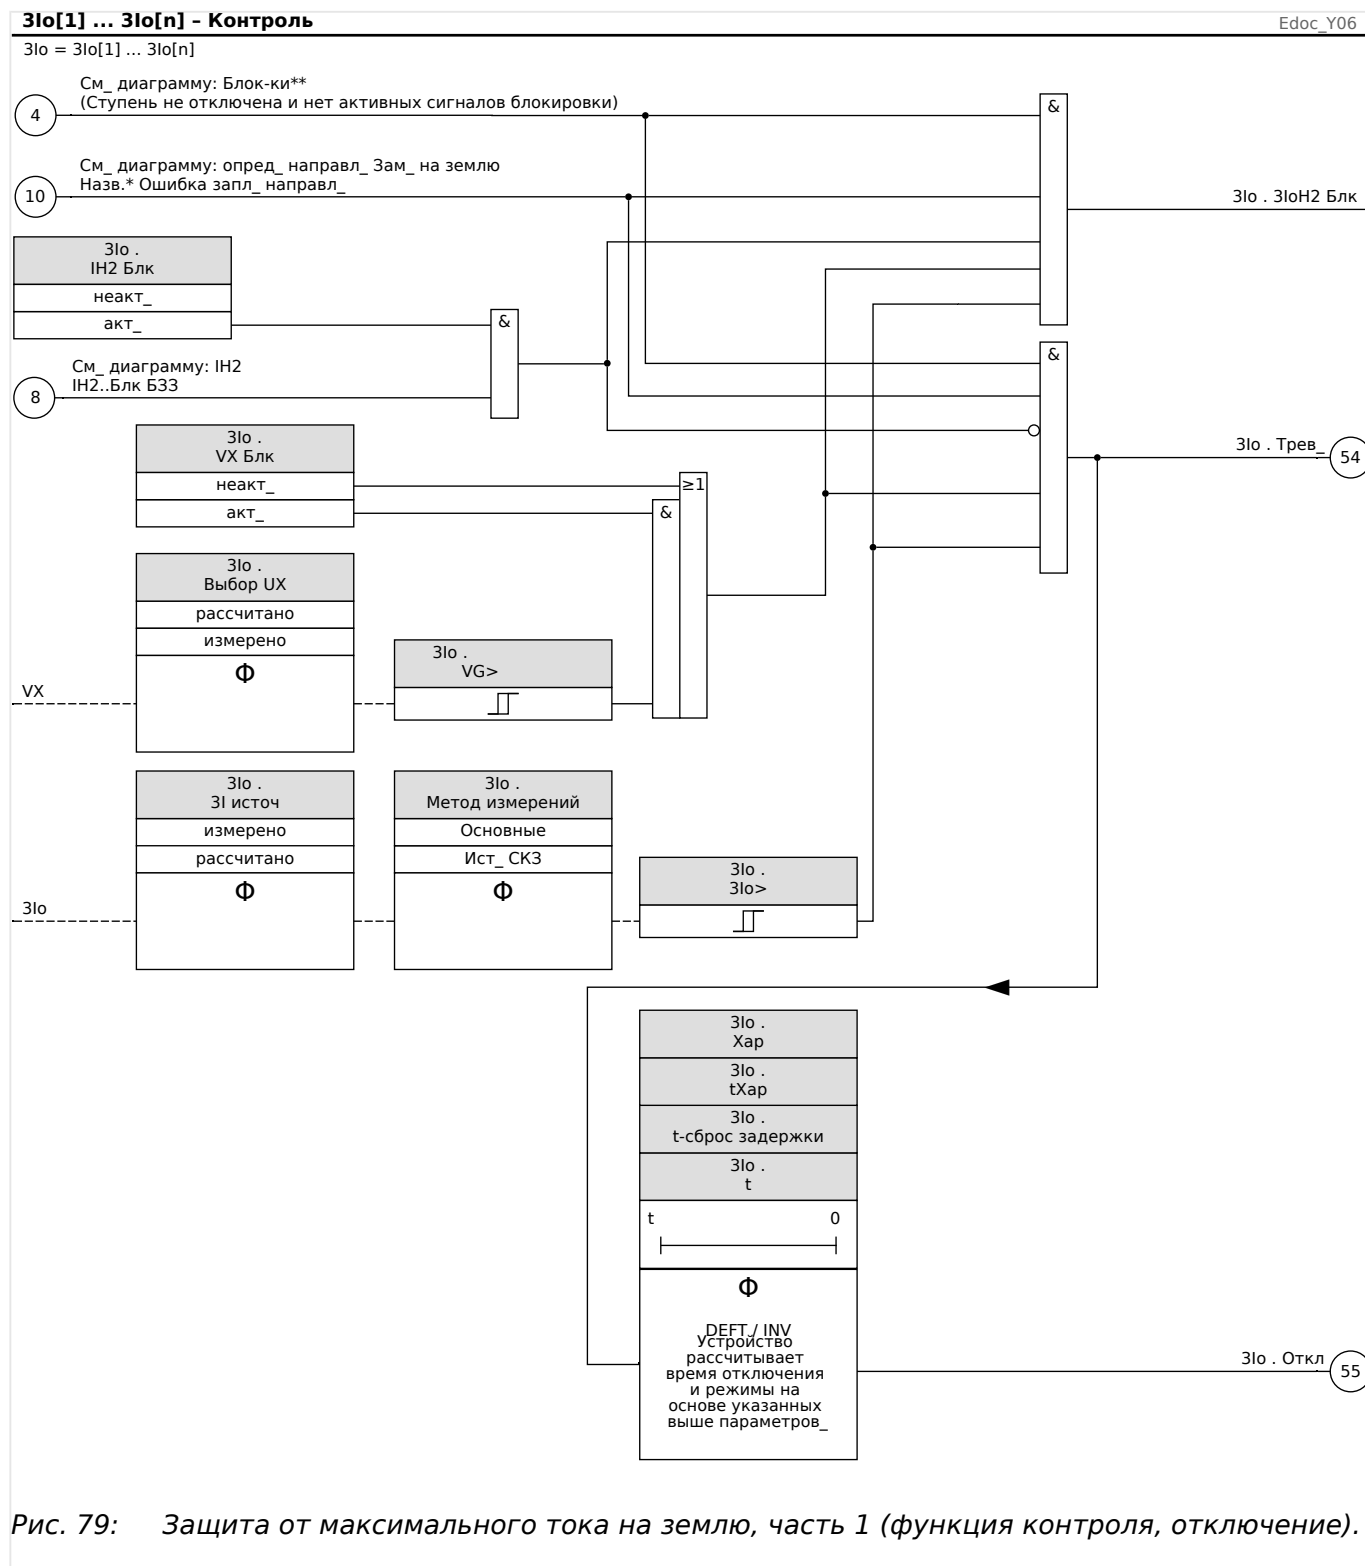 3Io[1] ... 3Io[n] – Контроль
Edoc_Y06
3Io = 3Io[1] ... 3Io[n]
См_ диаграмму: Блок-ки**
(Ступень не отключена и нет активных сигналов блокировки)
4
&
См_ диаграмму: опред_ направл_ Зам_ на землю
Назв.* Ошибка запл_ направл_
10
3Io . 3IoH2 Блк
3Io .
IH2 Блк
неакт_
акт_
&
См_ диаграмму: IH2
IH2..Блк БЗЗ
8
&
3Io .
VX Блк
неакт_
акт_
≥1
&
3Io . Трев_
54
3Io .
Выбор UX
рассчитано
измерено
Φ
VX
3Io .
VG>
3Io .
3I источ
измерено
рассчитано
Φ
3Io
3Io .
Метод измерений
Основные
Ист_ СКЗ
Φ
3Io .
3Io>
3Io .
Хар
3Io .
tХар
3Io .
t-сброс задержки
3Io .
t
t 0
Φ
DEFT / INV
Устройство
рассчитывает
время отключения
и режимы на
основе указанных
выше параметров_
3Io . Откл
55
Рис. 79: Защита от максимального тока на землю, часть 1 (функция контроля, отключение).